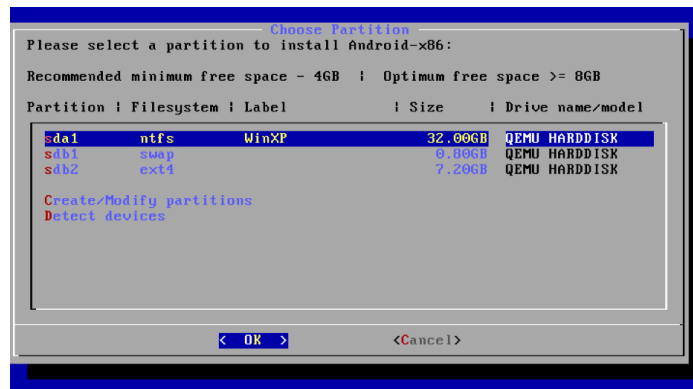 Choose Partition
Please select a partition to install Android-x86:
Recommended minimum free space - 4GB | Optimum free space >= 8GB
Partition | Filesystem | Label | Size | Drive name/model
sda1 ntfs WinXP 32.00GB QEMU HARDDISK
sdb1 swap 0.80GB QEMU HARDDISK
sdb2 ext4 7.20GB QEMU HARDDISK
Create/Modify partitions
Detect devices
< OK > <Cancel>